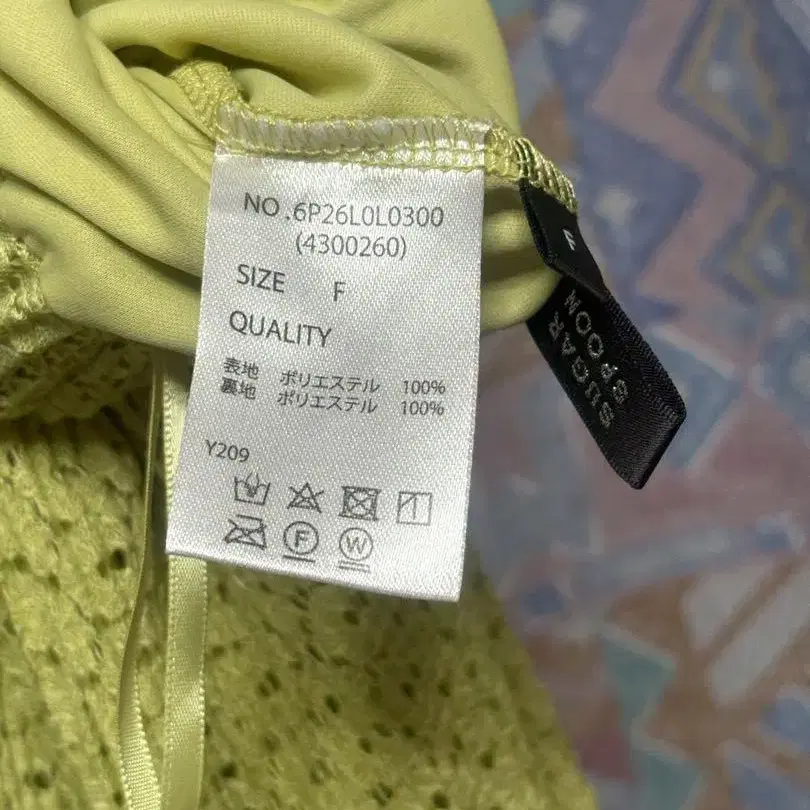 NO.6P26L0L0300
(4300260)
SIZE F
QUALITY
表地 ポリエステル 100%
裏地 ポリエステル 100%
Y209
F W
F
SUGAR
SPOON